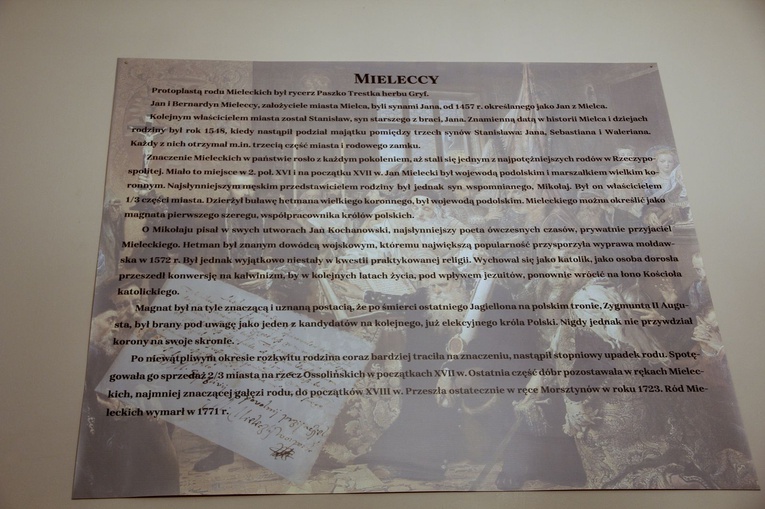 MIELECCY
Protoplastą rodu Mieleckich był rycerz Paszko Trestka herbu Gryf.
Jan i Bernardyn Mieleccy, założyciele miasta Mielca, byli synami Jana, od 1457 r. określanego jako Jan z Mielca.
Kolejnym właścicielem miasta został Stanisław, syn starszego z braci, Jana. Znamienną datą w historii Mielca i dziejach
rodziny był rok 1548, kiedy nastąpił podział majątku pomiędzy trzech synów Stanisława: Jana, Sebastiana i Waleriana.
Każdy z nich otrzymał m.in. trzecią część miasta i rodowego zamku.
Znaczenie Mieleckich w państwie rosło z każdym pokoleniem, aż stali się jednym z najpotężniejszych rodów w Rzeczypo-
spolitej. Miało to miejsce w 2. poł. XVI i na początku XVII w. Jan Mielecki był wojewodą podolskim i marszałkiem wielkim ko-
ronnym. Najsłynniejszym męskim przedstawicielem rodziny był jednak syn wspomnianego, Mikołaj. Był on właścicielem
1/3 części miasta. Dzierżył buławę hetmana wielkiego koronnego, był wojewodą podolskim. Mieleckiego można określić jako
magnata pierwszego szeregu, współpracownika królów polskich.
O Mikołaju pisał w swych utworach Jan Kochanowski, najsłynniejszy poeta ówczesnych czasów, prywatnie przyjaciel
Mieleckiego. Hetman był znanym dowódcą wojskowym, któremu największą popularność przysporzyła wyprawa mołdaw-
ska w 1572 r. Był jednak wyjątkowo niestały w kwestii praktykowanej religii. Wychował się jako katolik, jako osoba dorosła
przeszedł konwersję na kalwinizm, by w kolejnych latach życia, pod wpływem jezuitów, ponownie wrócić na łono Kościoła
katolickiego.
Magnat był na tyle znaczącą i uznaną postacią, że po śmierci ostatniego Jagiellona na polskim tronie, Zygmunta II Augu-
sta, był brany pod uwagę jako jeden z kandydatów na kolejnego, już elekcyjnego króla Polski. Nigdy jednak nie przywdział
korony na swoje skronie.
Po niewątpliwym okresie rozkwitu rodzina coraz bardziej traciła na znaczeniu, nastąpił stopniowy upadek rodu. Spotę-
gowała go sprzedaż 2/3 miasta na rzecz Ossolińskich w początkach XVII w. Ostatnia część dóbr pozostawała w rękach Mielec-
kich, najmniej znaczącej gałęzi rodu, do początków XVIII w. Przeszła ostatecznie w ręce Morsztynów w roku 1723. Ród Mie-
leckich wymarł w 1771 r.